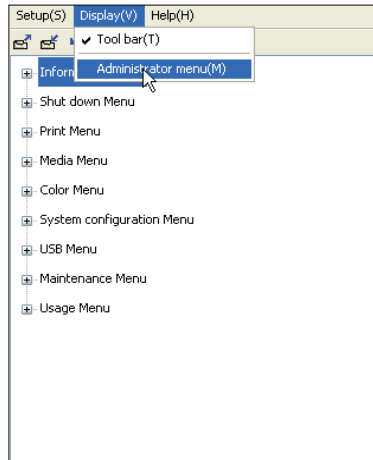 Setup(S) Display(V) Help(H)
Tool bar(T)
Administrator menu(M)
Inform
Shut down Menu
Print Menu
Media Menu
Color Menu
System configuration Menu
USB Menu
Maintenance Menu
Usage Menu